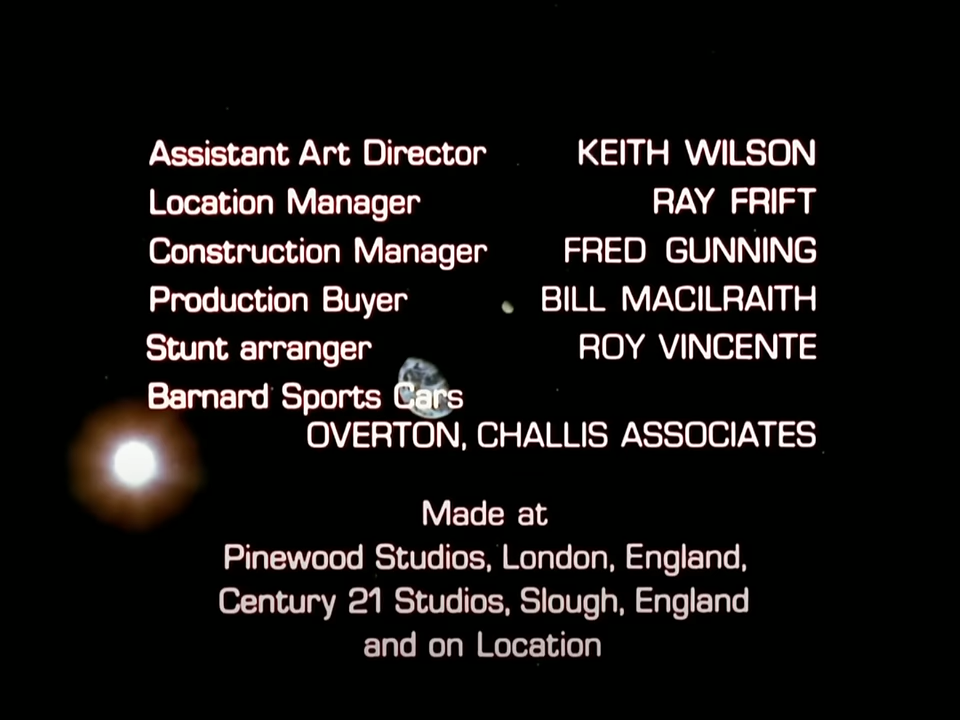 Assistant Art Director KEITH WILSON
Location Manager RAY FRIFT
Construction Manager FRED GUNNING
Production Buyer BILL MACILRAITH
Stunt arranger ROY VINCENTE
Barnard Sports Cars
OVERTON, CHALLIS ASSOCIATES
Made at
Pinewood Studios, London, England,
Century 21 Studios, Slough, England
and on Location